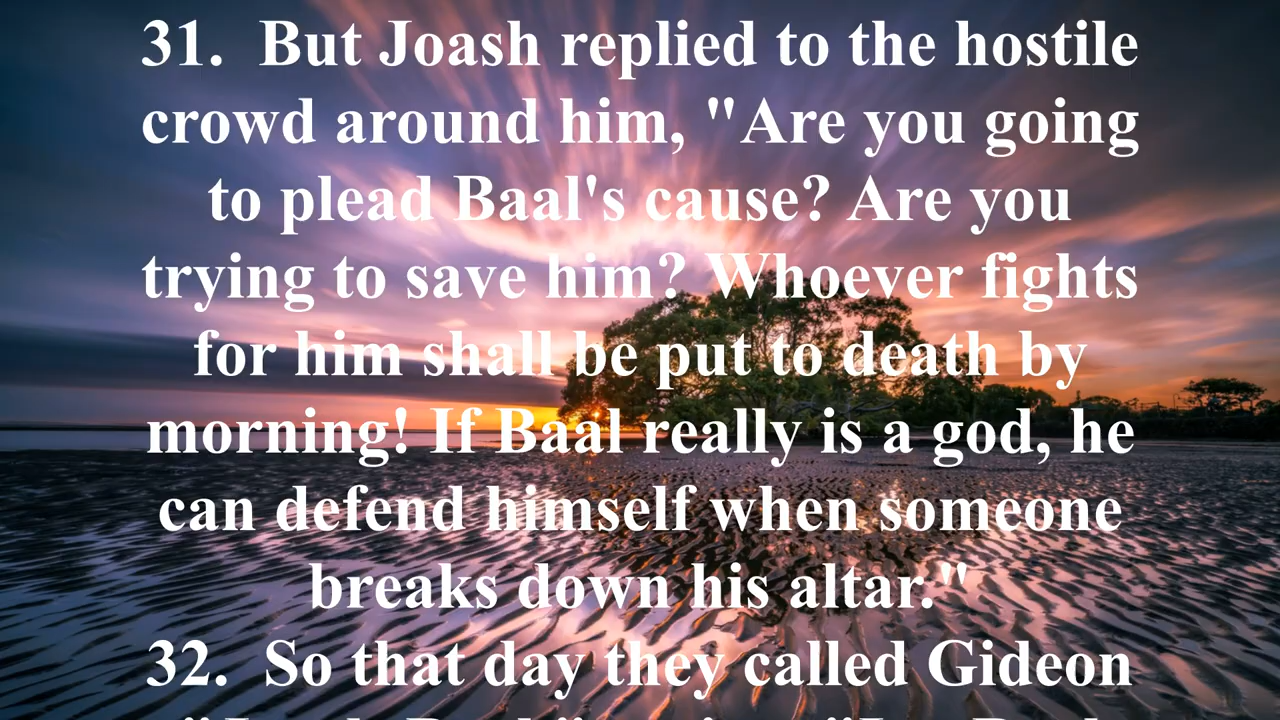 31.  But Joash replied to the hostile
crowd around him, "Are you going
to plead Baal's cause? Are you
trying to save him? Whoever fights
for him shall be put to death by
morning! If Baal really is a god, he
can defend himself when someone
breaks down his altar."
32.  So that day they called Gideon